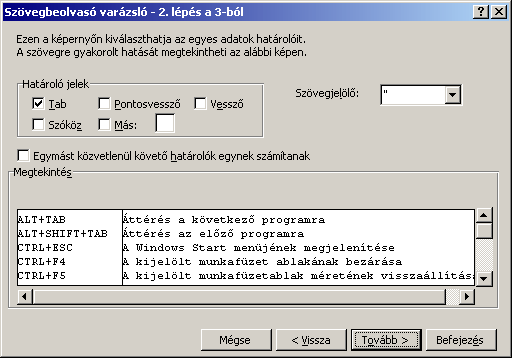 Szövegbeolvasó varázsló - 2. lépés a 3-ból
Ezen a képernyőn kiválaszthatja az egyes adatok határolóit.
A szövegre gyakorolt hatását megtekintheti az alábbi képen.
Határoló jelek
Tab Pontosvessző Vessző
Szóköz Más:
Szövegjelölő: "
Egymást közvetlenül követő határolók egynek számítanak
Megtekintés
ALT+TAB Áttérés a következő programra
ALT+SHIFT+TAB Áttérés az előző programra
CTRL+ESC A Windows Start menüjének megjelenítése
CTRL+F4 A kijelölt munkafüzet ablakának bezárása
CTRL+F5 A kijelölt munkafüzetablak méretének visszaállítás
Mégse < Vissza Tovább > Befejezés